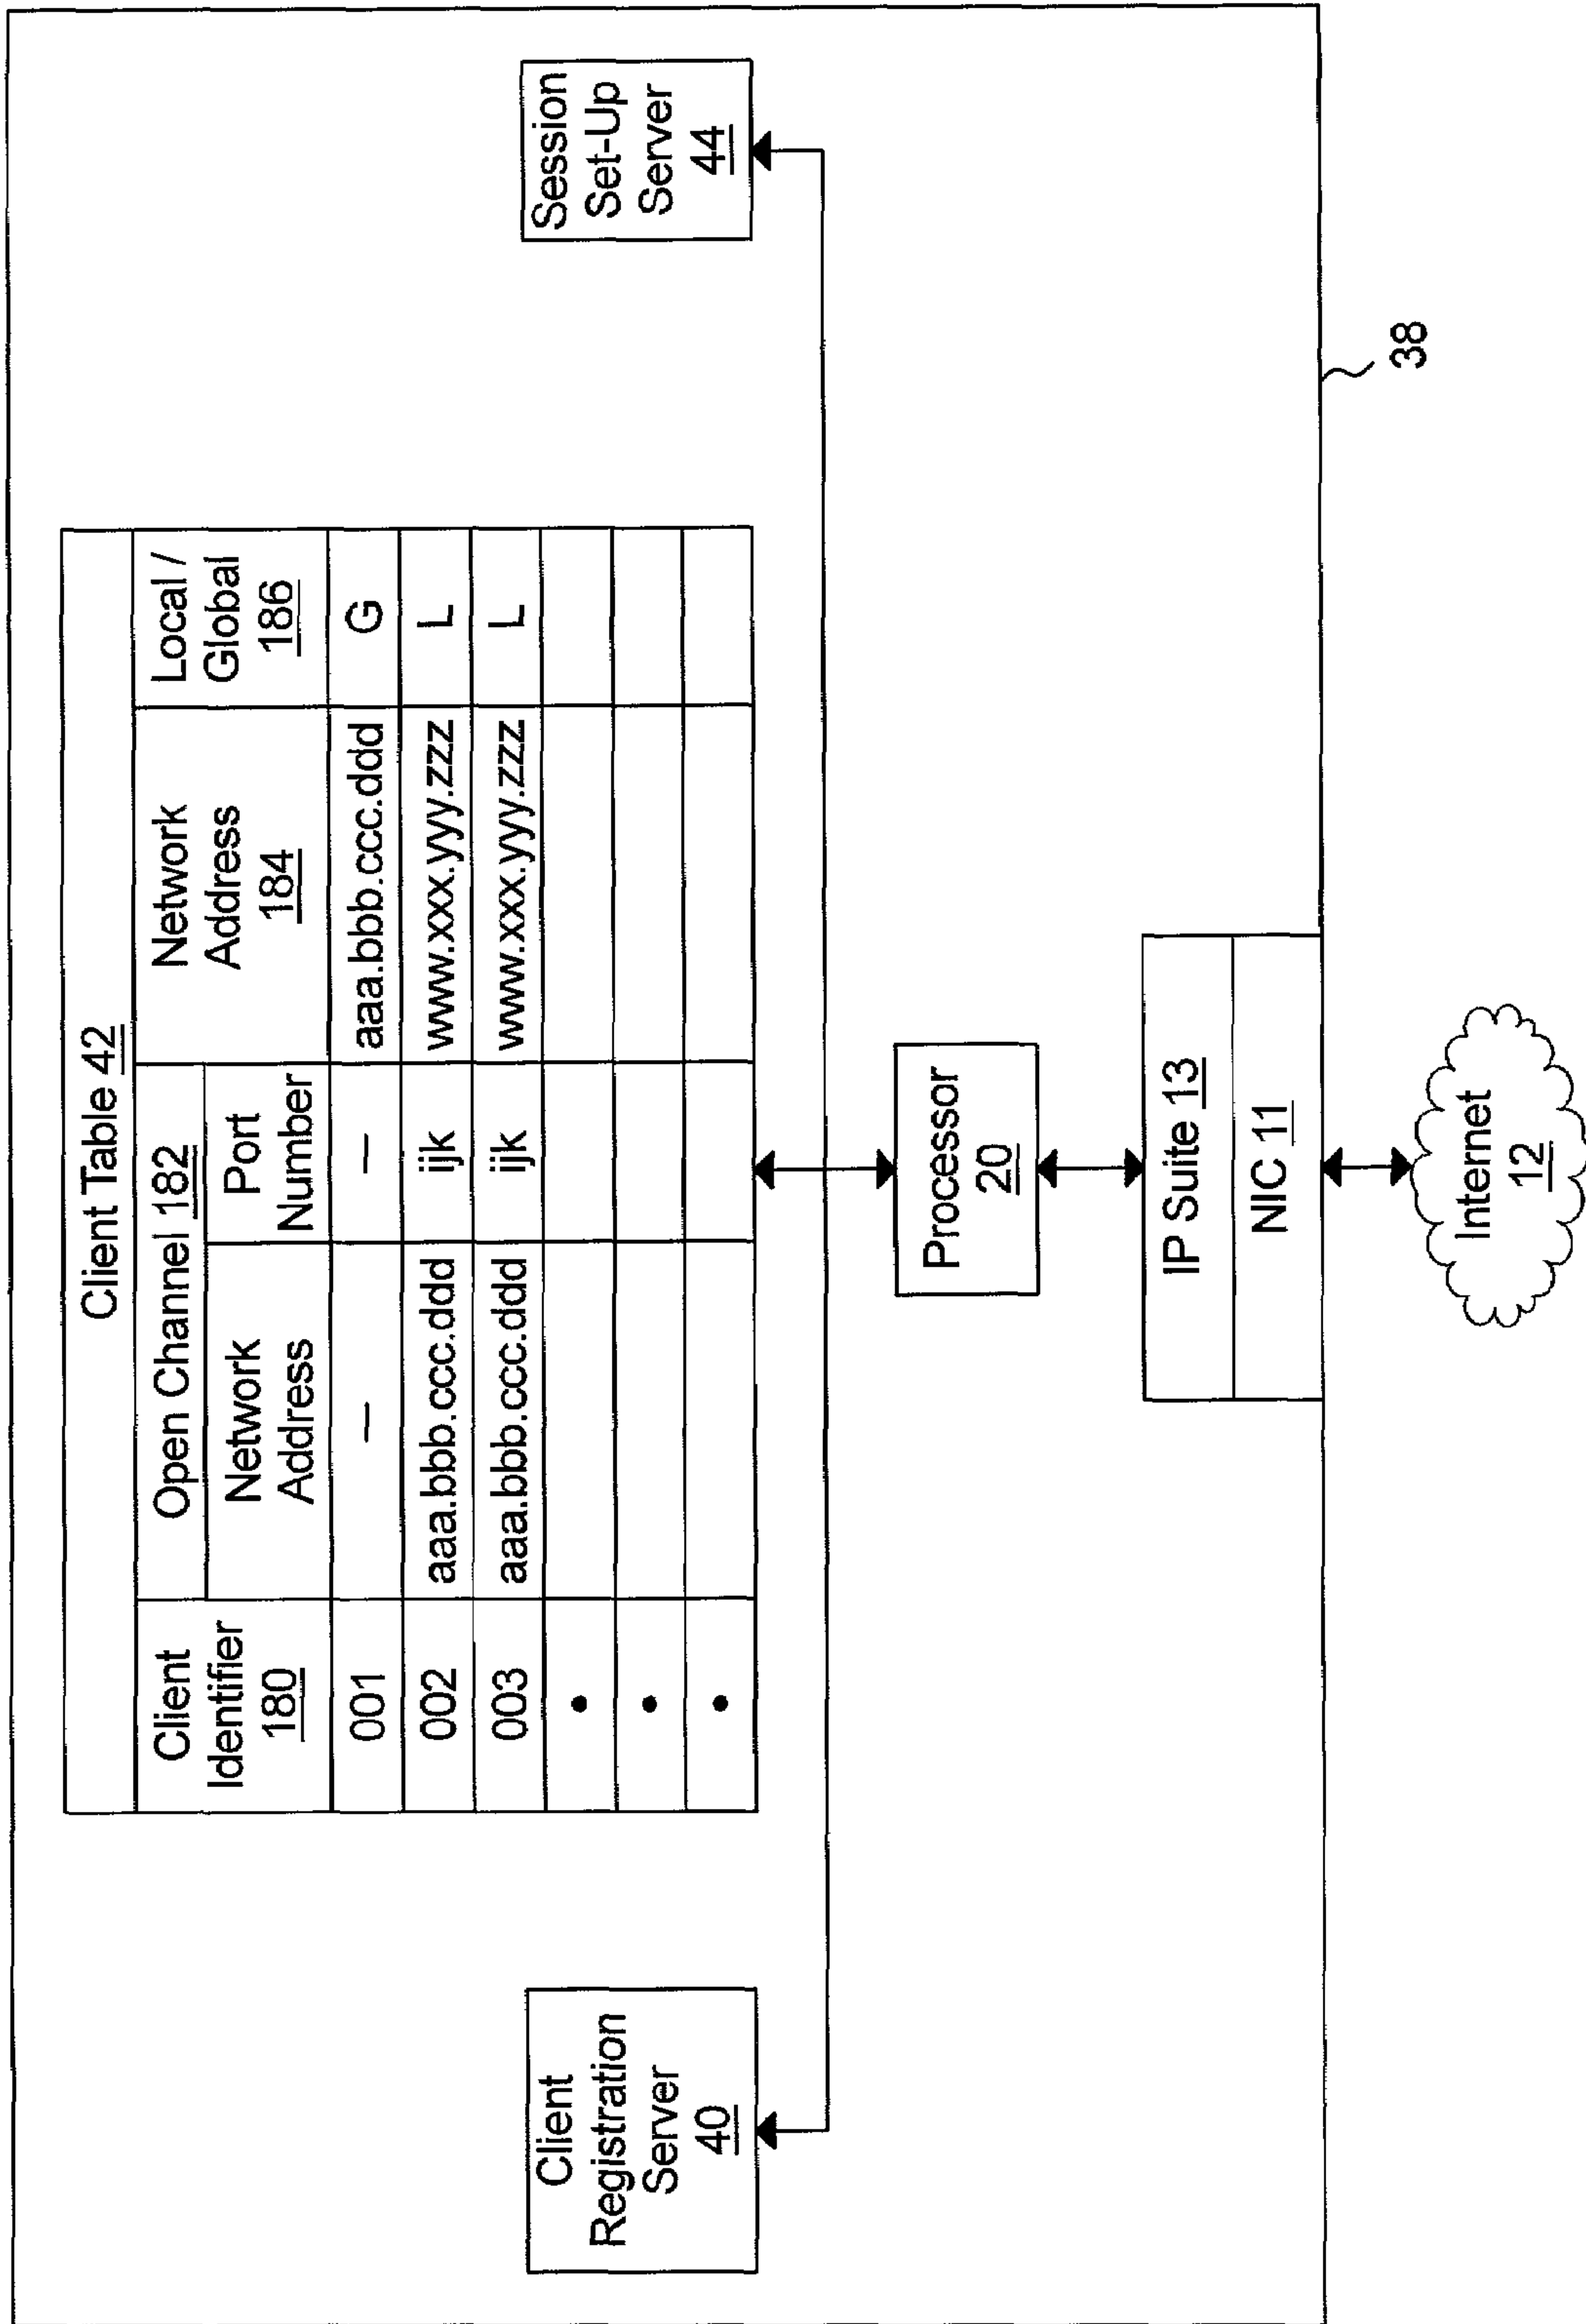 Client Table 42
Client
Identifier
180
Open Channel 182
Network
Address
Port
Number
Network
Address
184
Local /
Global
186
001
–
–
aaa.bbb.ccc.ddd
G
002
aaa.bbb.ccc.ddd
ijk
www.xxx.yyy.zzz
L
003
aaa.bbb.ccc.ddd
ijk
www.xxx.yyy.zzz
L
•
•
•
Client
Registration
Server
40
Session
Set-Up
Server
44
Processor
20
IP Suite 13
NIC 11
38
Internet
12